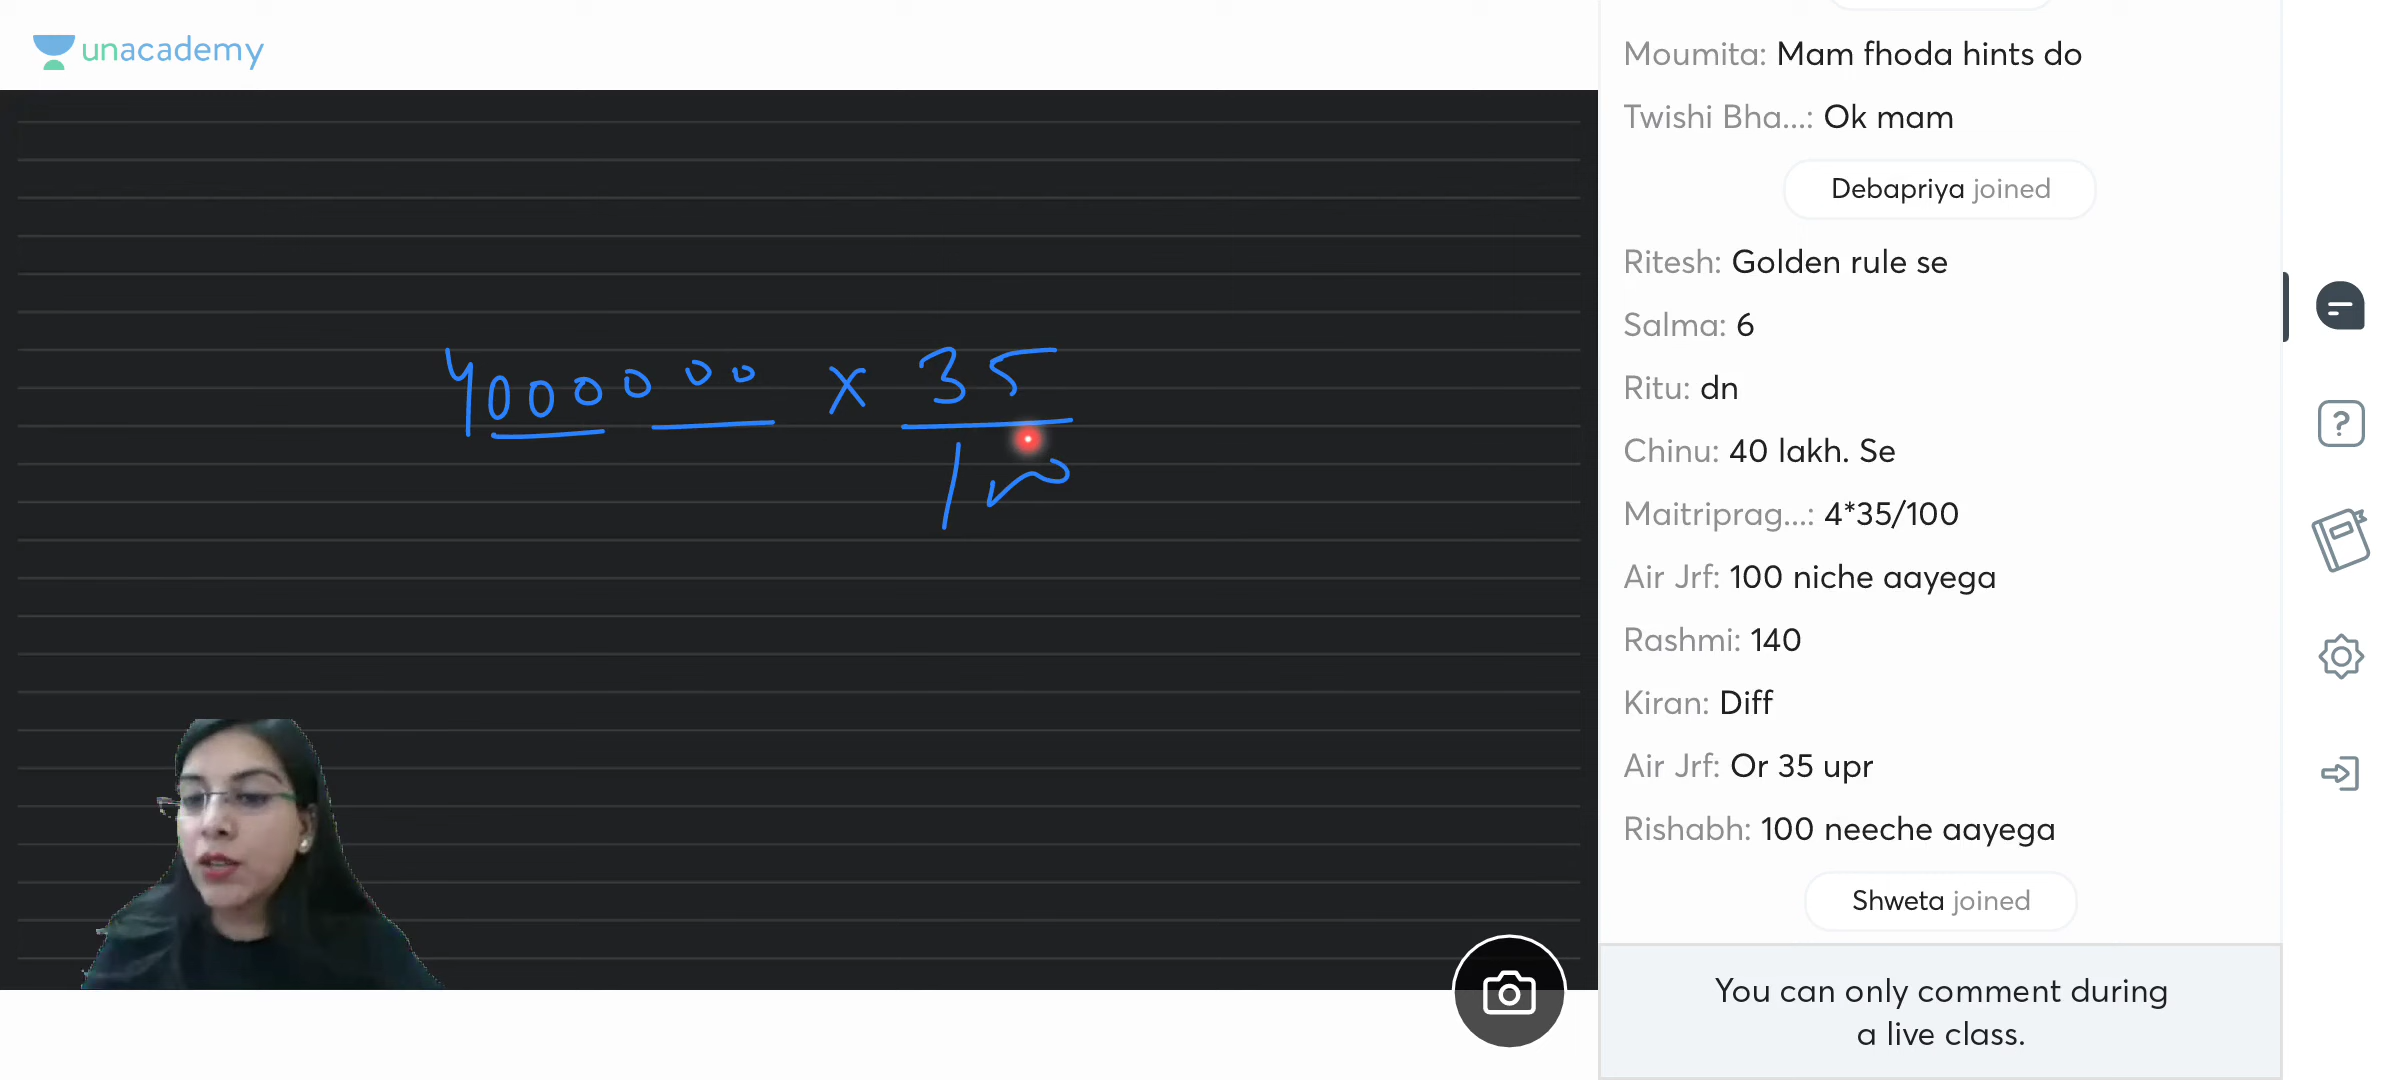 unacademy
4000000 x 35
100
Moumita: Mam fhoda hints do
Twishi Bha...: Ok mam
Debapriya joined
Ritesh: Golden rule se
Salma: 6
Ritu: dn
Chinu: 40 lakh. Se
Maitriprag...: 4*35/100
Air Jrf: 100 niche aayega
Rashmi: 140
Kiran: Diff
Air Jrf: Or 35 upr
Rishabh: 100 neeche aayega
Shweta joined
You can only comment during
a live class.